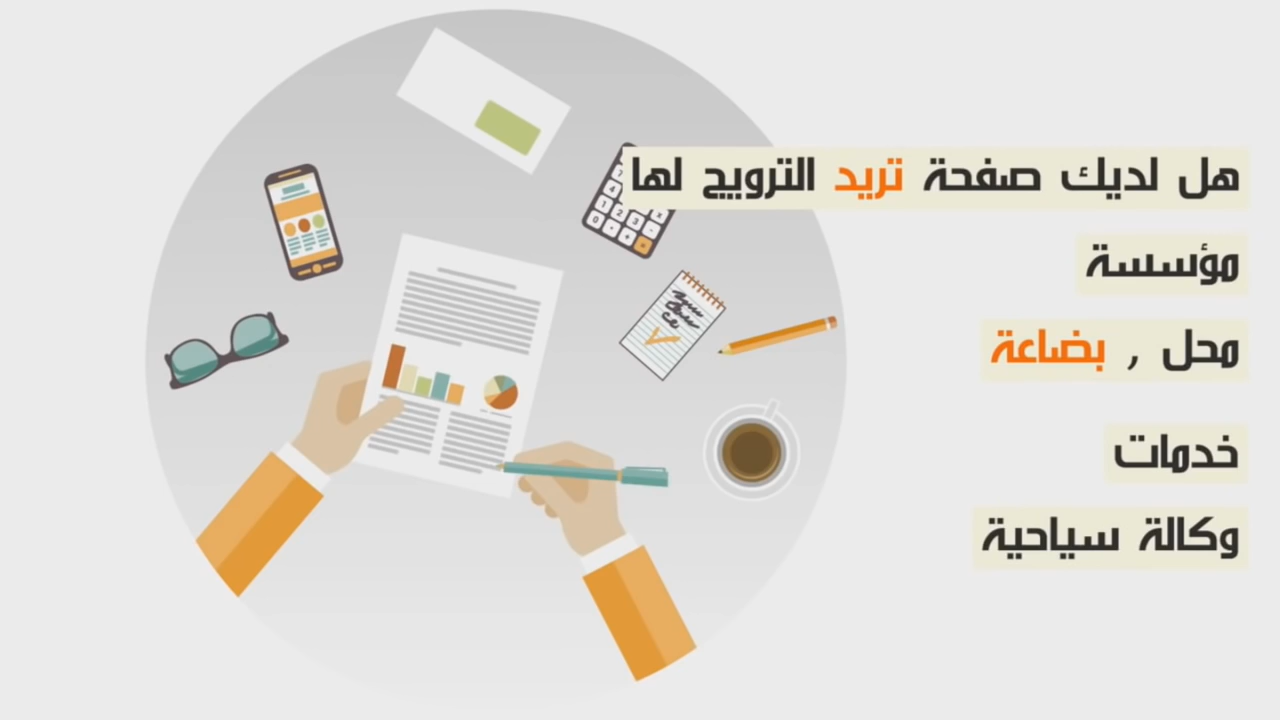 هل لديك صفحة تريد الترويج لها
مؤسسة
محل , بضاعة
خدمات
وكالة سياحية